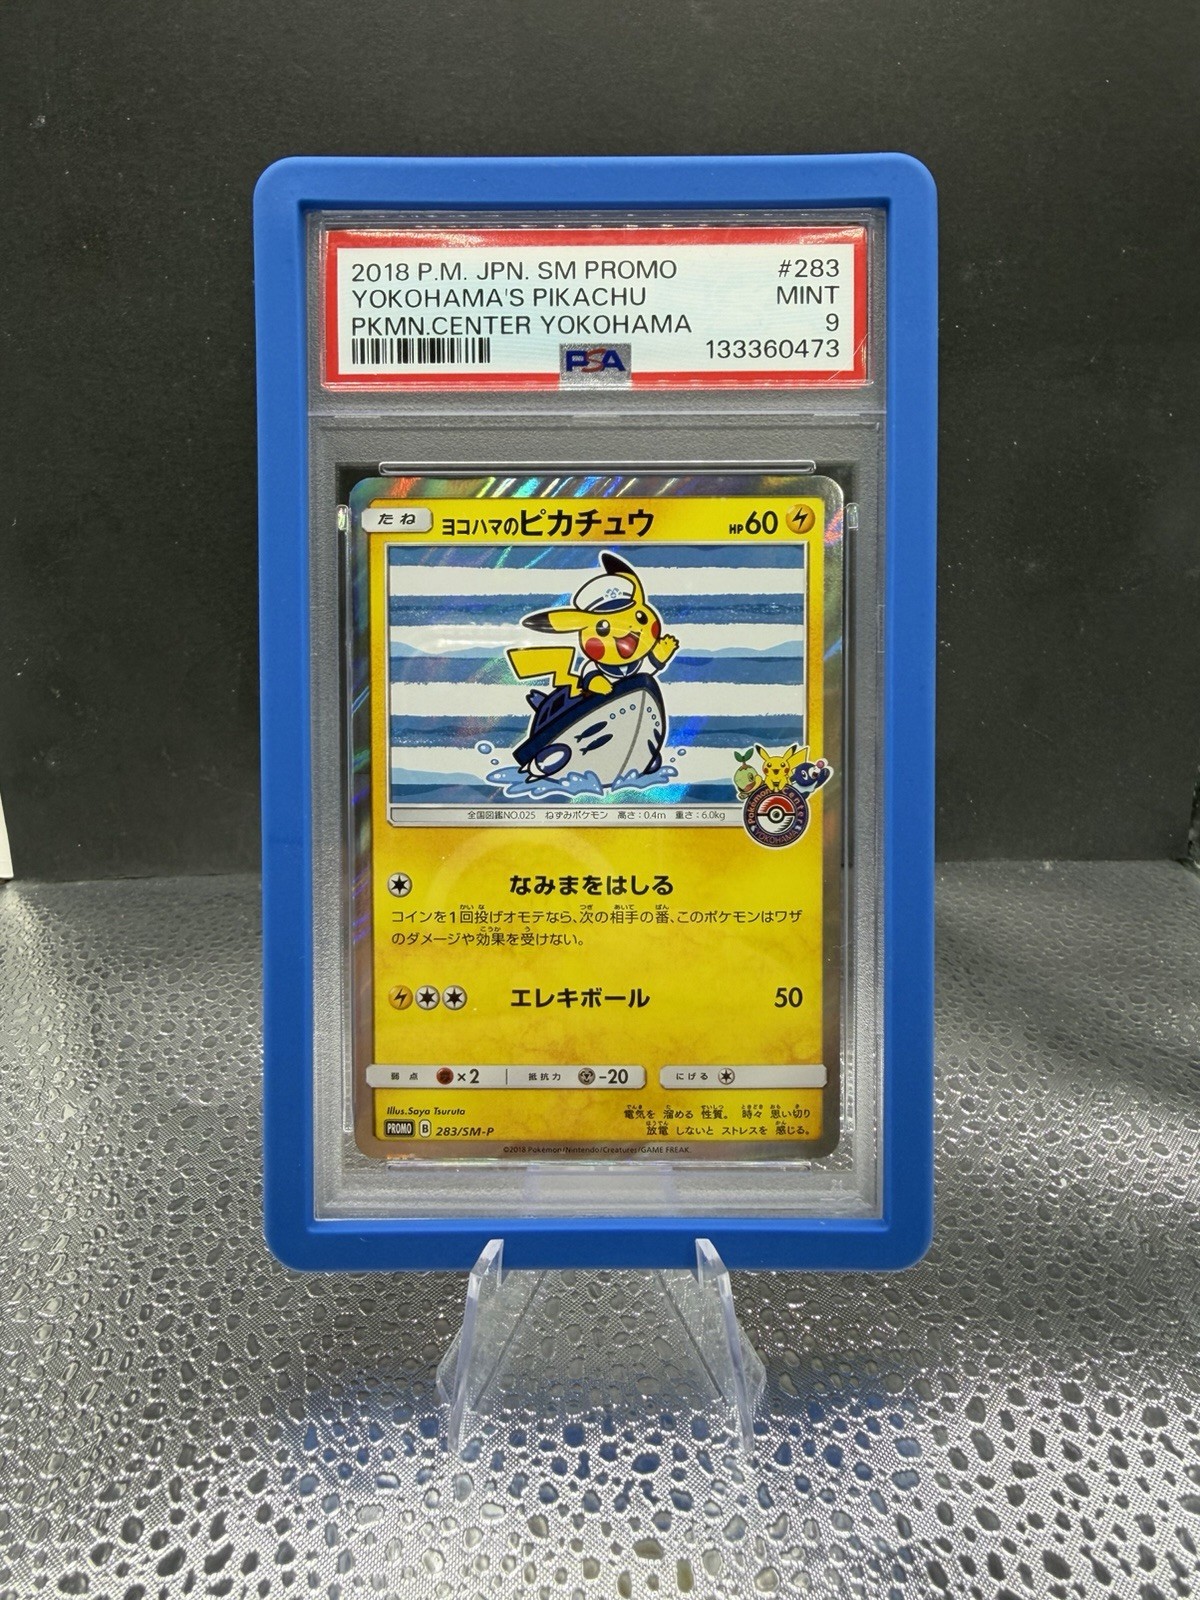 2018 P.M. JPN. SM PROMO #283
YOKOHAMA'S PIKACHU MINT
PKMN.CENTER YOKOHAMA 9
PSA 133360473
たね ヨコハマのピカチュウ HP60
全国図鑑NO.025 ねずみポケモン 高さ：0.4m 重さ：6.0kg
Pokémon Center
YOKOHAMA
なみまをはしる
コインを1回投げオモテなら、次の相手の番、このポケモンはワザ
のダメージや効果を受けない。
エレキボール 50
弱点 ×2 抵抗力 -20 にげる
Illus.Saya Tsuruta
電気を 溜める 性質。 時々 思い切り
放電 しないと ストレスを 感じる。
PROMO B 283/SM-P
©2018 Pokémon/Nintendo/Creatures/GAME FREAK.